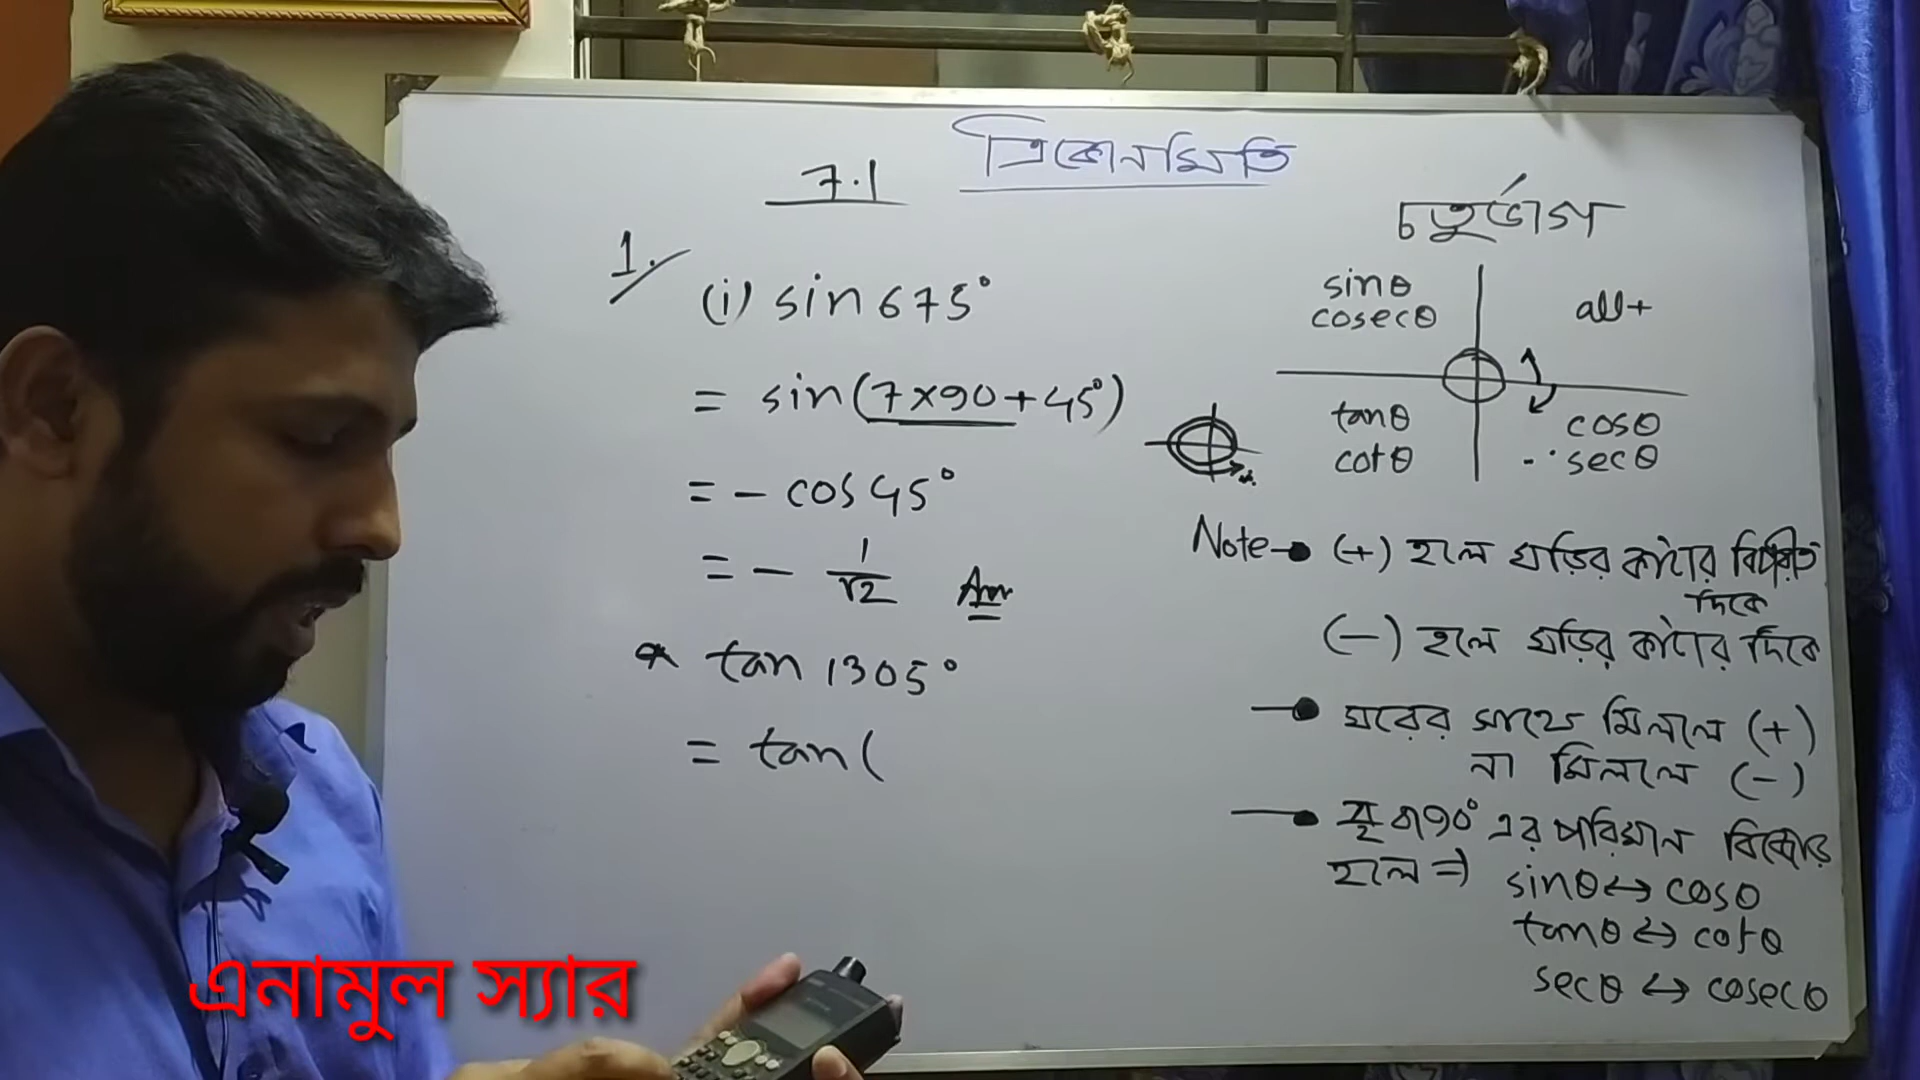 ত্রিকোনমিতি
7.1
1.
(i) sin 675°
= sin(7×90+45°)
= - cos 45°
= - 1/√2 Ans
* tan 1305°
= tan (
চতুর্ভাগ
sinθ
cosecθ
all+
tanθ
cotθ
cosθ
secθ
Note→ (+) হলে ঘড়ির কাটার বিপরীত
দিকে
(-) হলে ঘড়ির কাটার দিকে
ঘরের সাথে মিললে (+)
না মিললে (-)
π/2 বা 90° এর পরিমান বিজোড়
হলে ⇒ sinθ ↔ cosθ
tanθ ↔ cotθ
secθ ↔ cosecθ
এনামুল স্যার